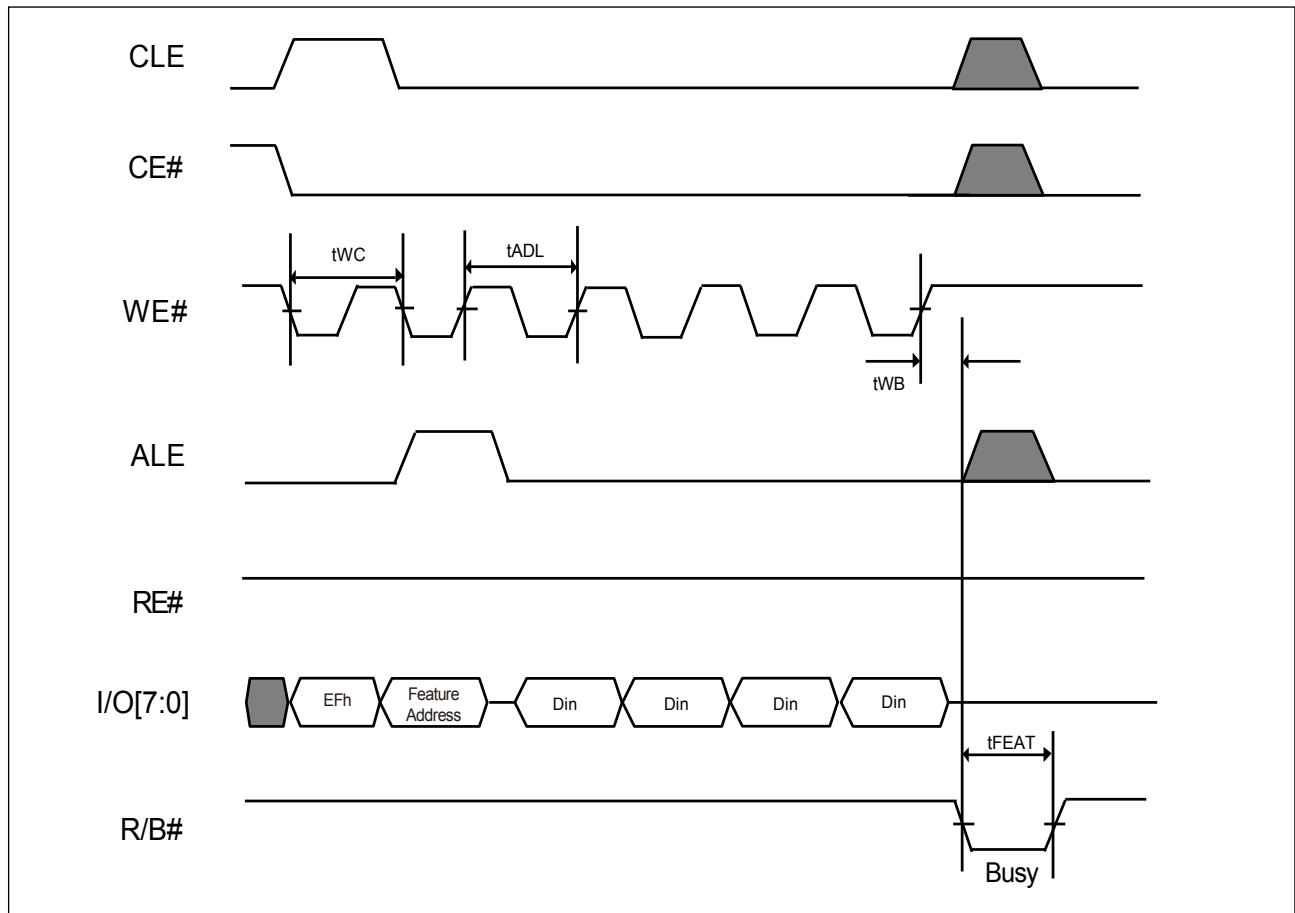 CLE
CE#
tWC
tADL
WE#
tWB
ALE
RE#
I/O[7:0]
EFh
Feature
Address
Din
Din
Din
Din
tFEAT
R/B#
Busy